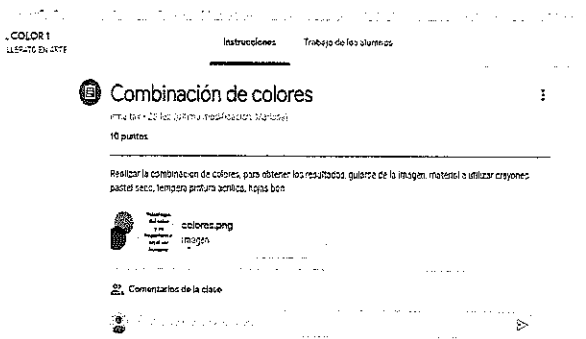 COLOR 1
Instrucciones
Trabajo de los alumnos
Combinación de colores
10 puntos
Realizar la combinación de colores, para obtener los resultados, guiarse de la imagen, material a utilizar crayones
pastel seco, tempera pintura acrilica, hojas bon
colores.png
Imagen
Comentarios de la clase